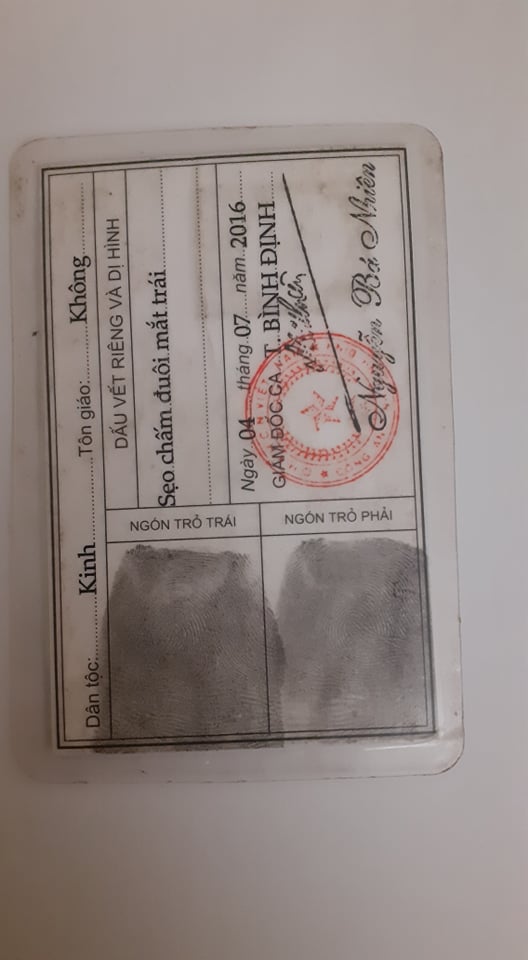 Dân tộc:........Kinh............Tôn giáo:........Không........
DẤU VẾT RIÊNG VÀ DỊ HÌNH
Sẹo chấm đuôi mắt trái
Ngày 04 tháng 07 năm 2016
GIÁM ĐỐC CA T. BÌNH ĐỊNH
Nguyễn Bá Nhiên
NGÓN TRỎ TRÁI
NGÓN TRỎ PHẢI